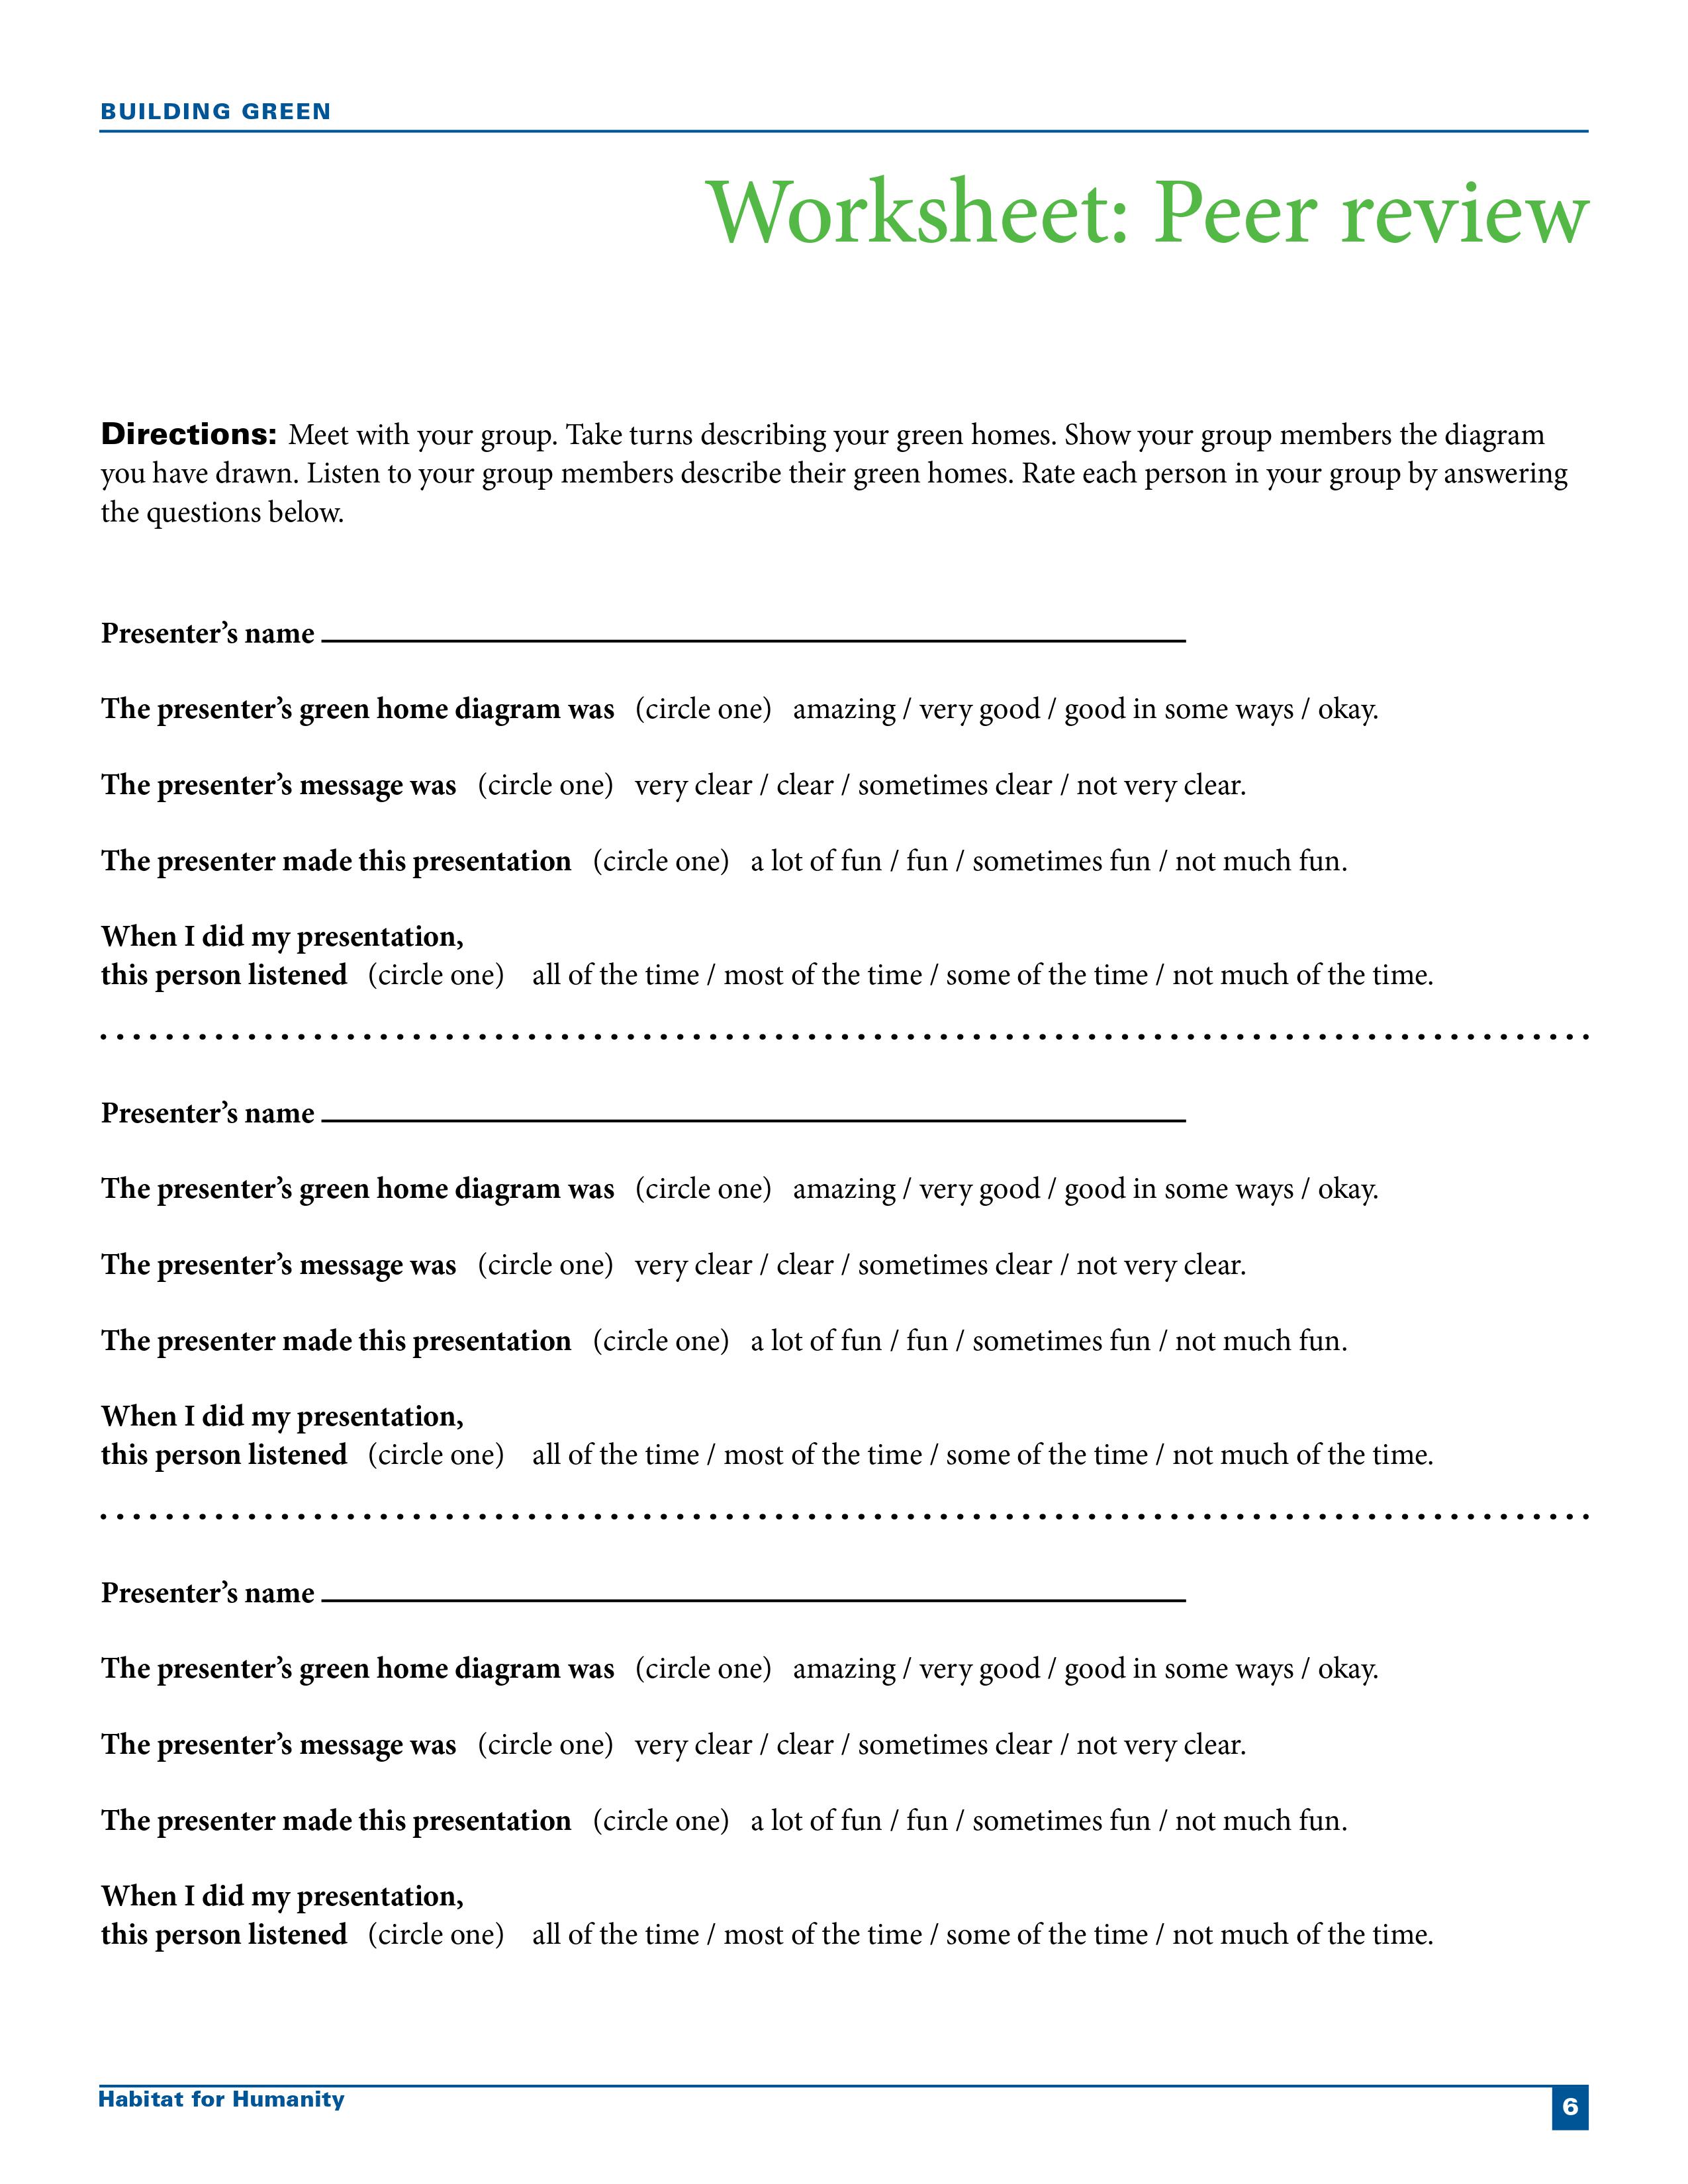 BUILDING GREEN
Worksheet: Peer review
Directions: Meet with your group. Take turns describing your green homes. Show your group members the diagram
you have drawn. Listen to your group members describe their green homes. Rate each person in your group by answering
the questions below.
Presenter’s name
The presenter’s green home diagram was (circle one) amazing / very good / good in some ways / okay.
The presenter’s message was (circle one) very clear / clear / sometimes clear / not very clear.
The presenter made this presentation (circle one) a lot of fun / fun / sometimes fun / not much fun.
When I did my presentation,
this person listened (circle one) all of the time / most of the time / some of the time / not much of the time.
Presenter’s name
The presenter’s green home diagram was (circle one) amazing / very good / good in some ways / okay.
The presenter’s message was (circle one) very clear / clear / sometimes clear / not very clear.
The presenter made this presentation (circle one) a lot of fun / fun / sometimes fun / not much fun.
When I did my presentation,
this person listened (circle one) all of the time / most of the time / some of the time / not much of the time.
Presenter’s name
The presenter’s green home diagram was (circle one) amazing / very good / good in some ways / okay.
The presenter’s message was (circle one) very clear / clear / sometimes clear / not very clear.
The presenter made this presentation (circle one) a lot of fun / fun / sometimes fun / not much fun.
When I did my presentation,
this person listened (circle one) all of the time / most of the time / some of the time / not much of the time.
Habitat for Humanity
6